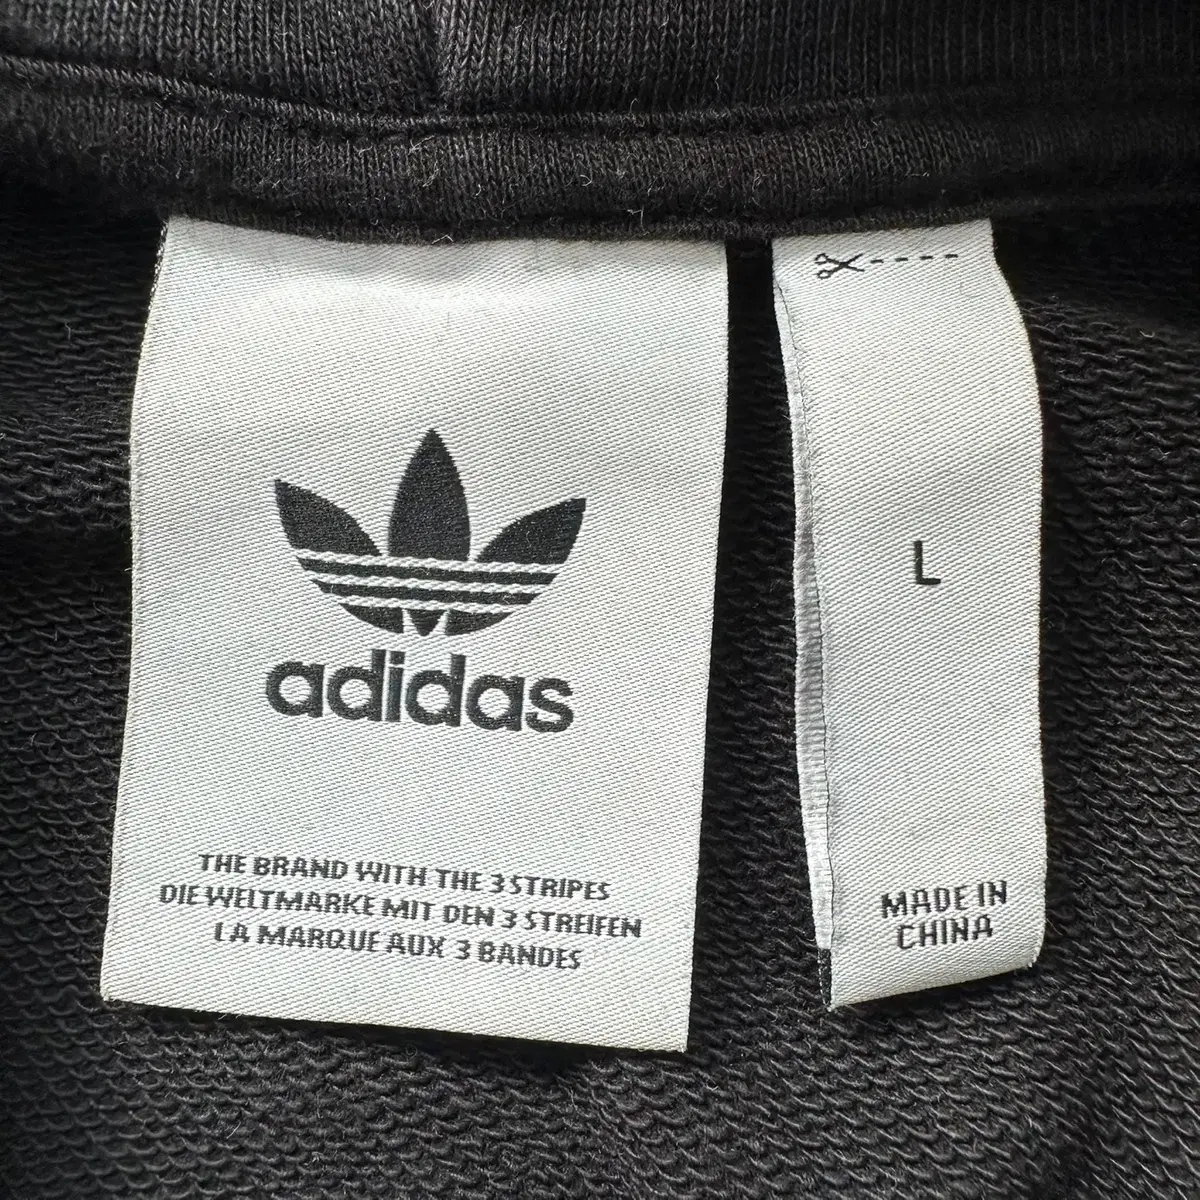 adidas
THE BRAND WITH THE 3 STRIPES
DIE WELTMARKE MIT DEN 3 STREIFEN
LA MARQUE AUX 3 BANDES
L
MADE IN
CHINA